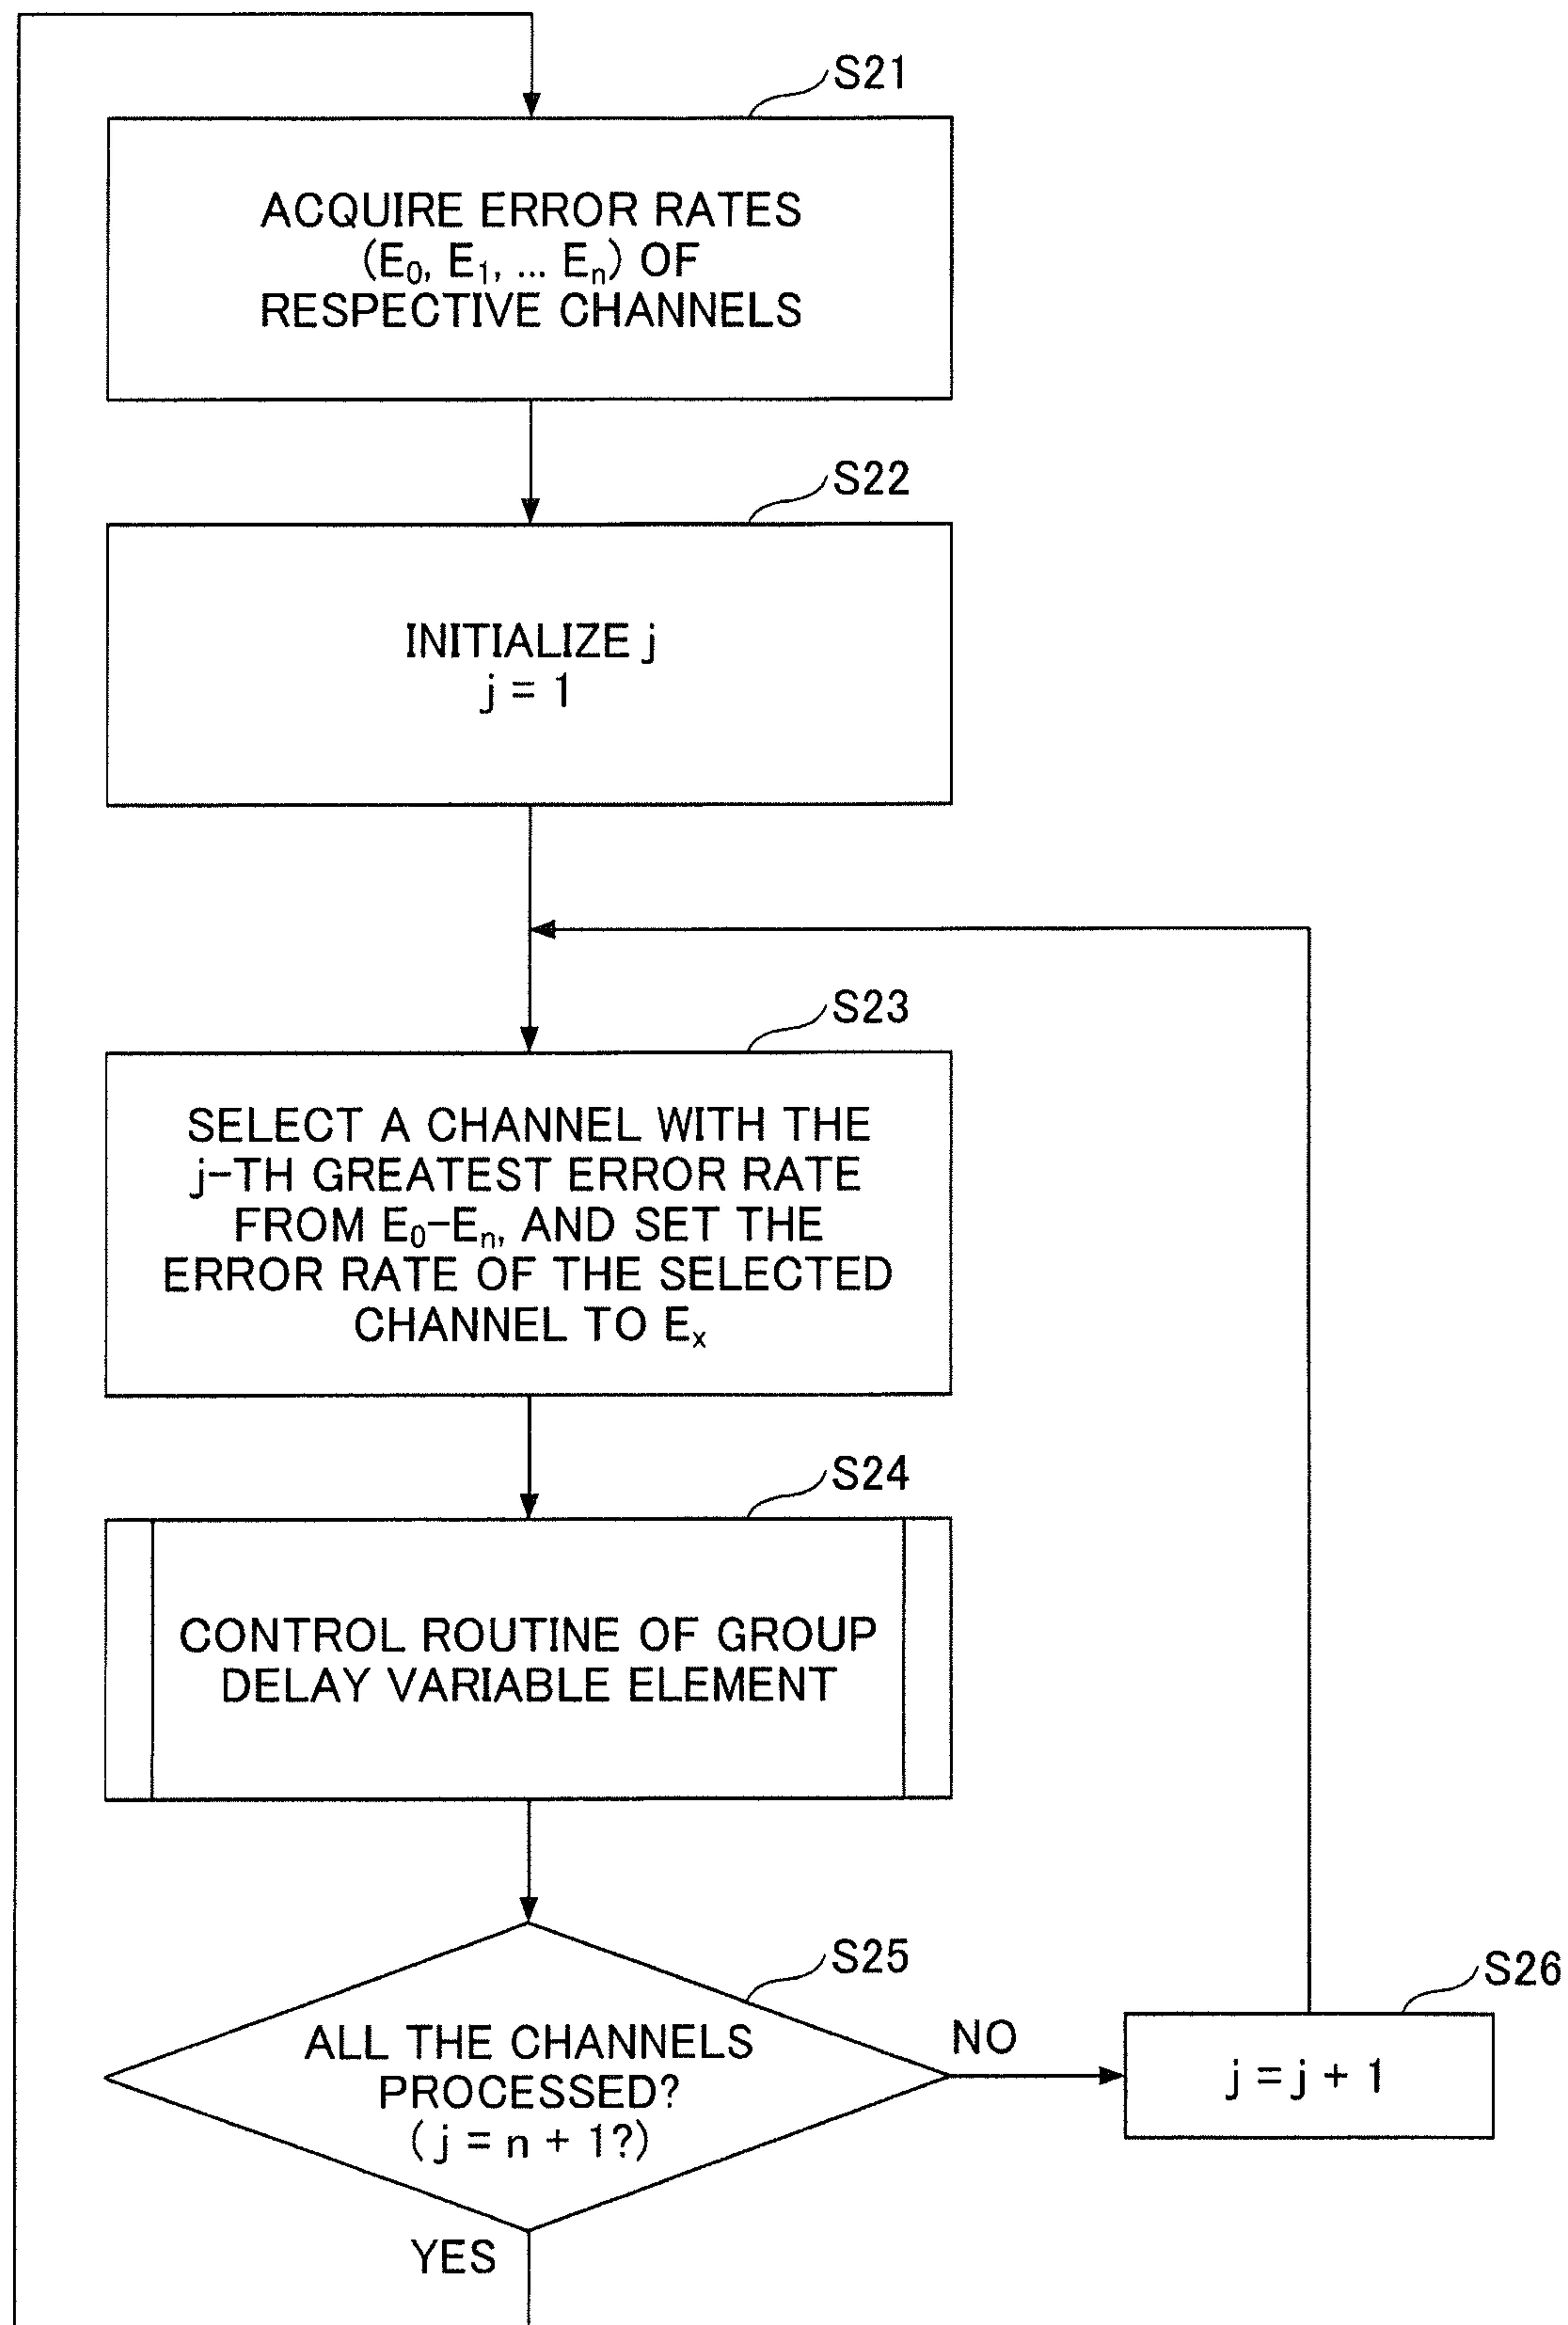 S21
ACQUIRE ERROR RATES
(E₀, E₁, ... Eₙ) OF
RESPECTIVE CHANNELS
S22
INITIALIZE j
j = 1
S23
SELECT A CHANNEL WITH THE
j-TH GREATEST ERROR RATE
FROM E₀-Eₙ, AND SET THE
ERROR RATE OF THE SELECTED
CHANNEL TO Eₓ
S24
CONTROL ROUTINE OF GROUP
DELAY VARIABLE ELEMENT
S25
ALL THE CHANNELS
PROCESSED?
( j = n + 1?)
NO
S26
j = j + 1
YES